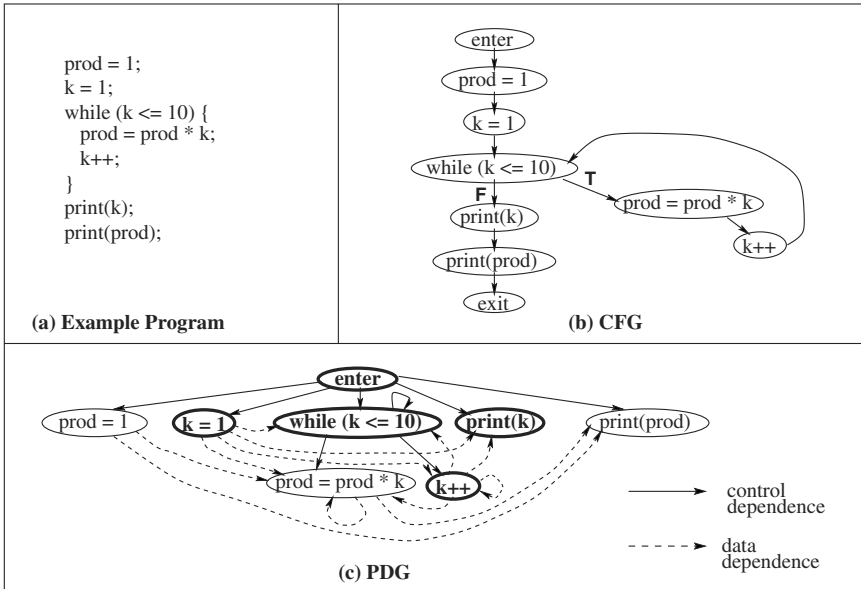 prod = 1;
k = 1;
while (k <= 10) {
prod = prod * k;
k++;
}
print(k);
print(prod);
(a) Example Program
enter
prod = 1
k = 1
while (k <= 10)
T
F
prod = prod * k
print(k)
k++
print(prod)
exit
(b) CFG
enter
prod = 1
k = 1
while (k <= 10)
print(k)
print(prod)
prod = prod * k
k++
control
dependence
data
dependence
(c) PDG